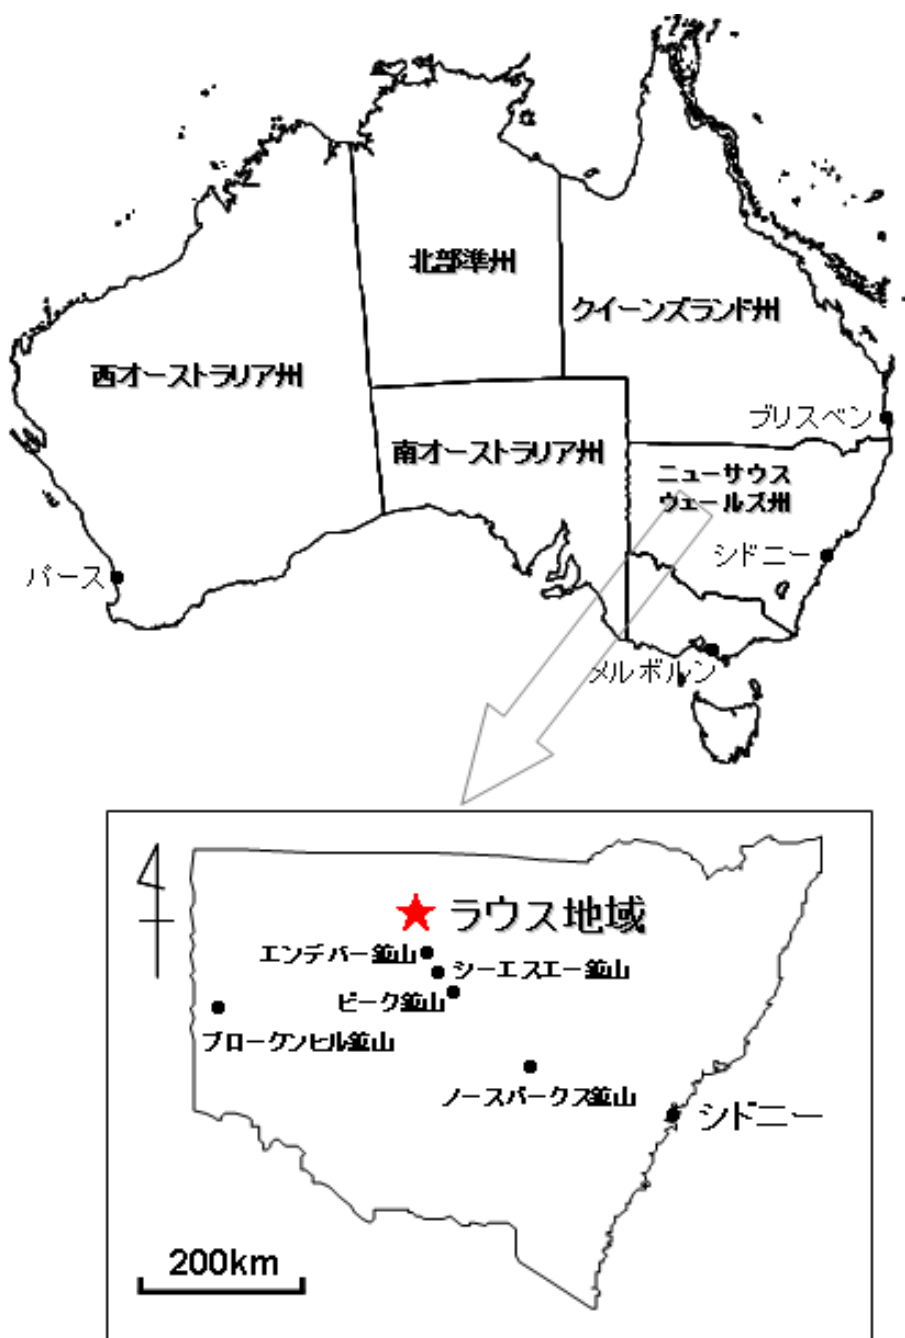 北部準州
クイーンズランド州
西オーストラリア州
ブリスベン
南オーストラリア州
ニューサウス
ウェールズ州
シドニー
パース
メルボルン
ラウス地域
エンデバー鉱山
シーエスエー鉱山
ピーク鉱山
ブロークンヒル鉱山
ノースパークス鉱山
シドニー
200km